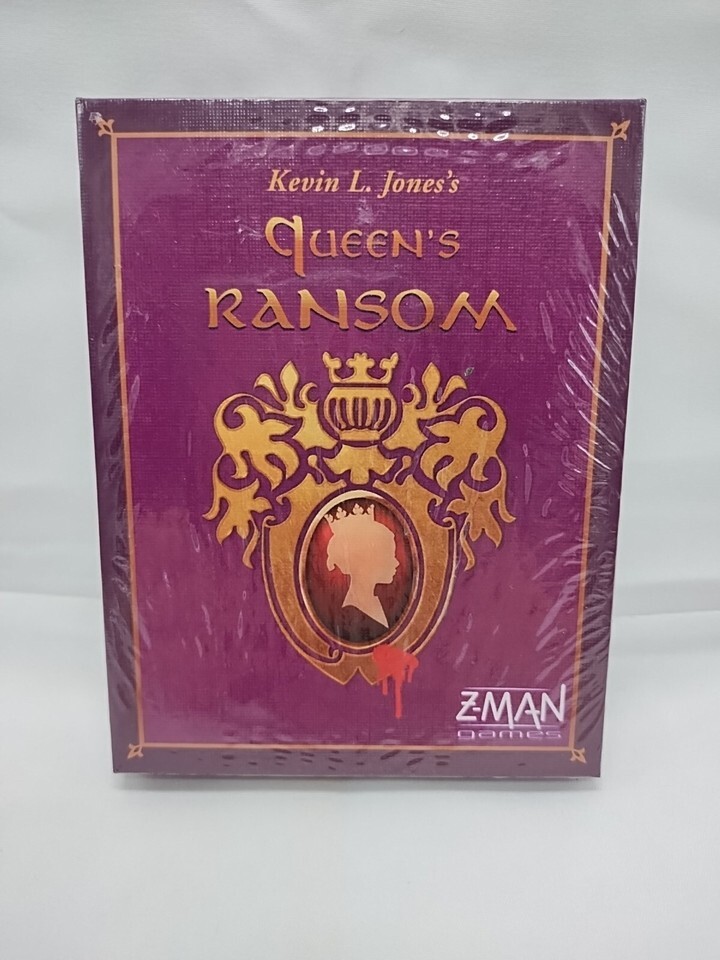 Kevin L. Jones's
QUEEN'S
RANSOM
Z-MAN
games